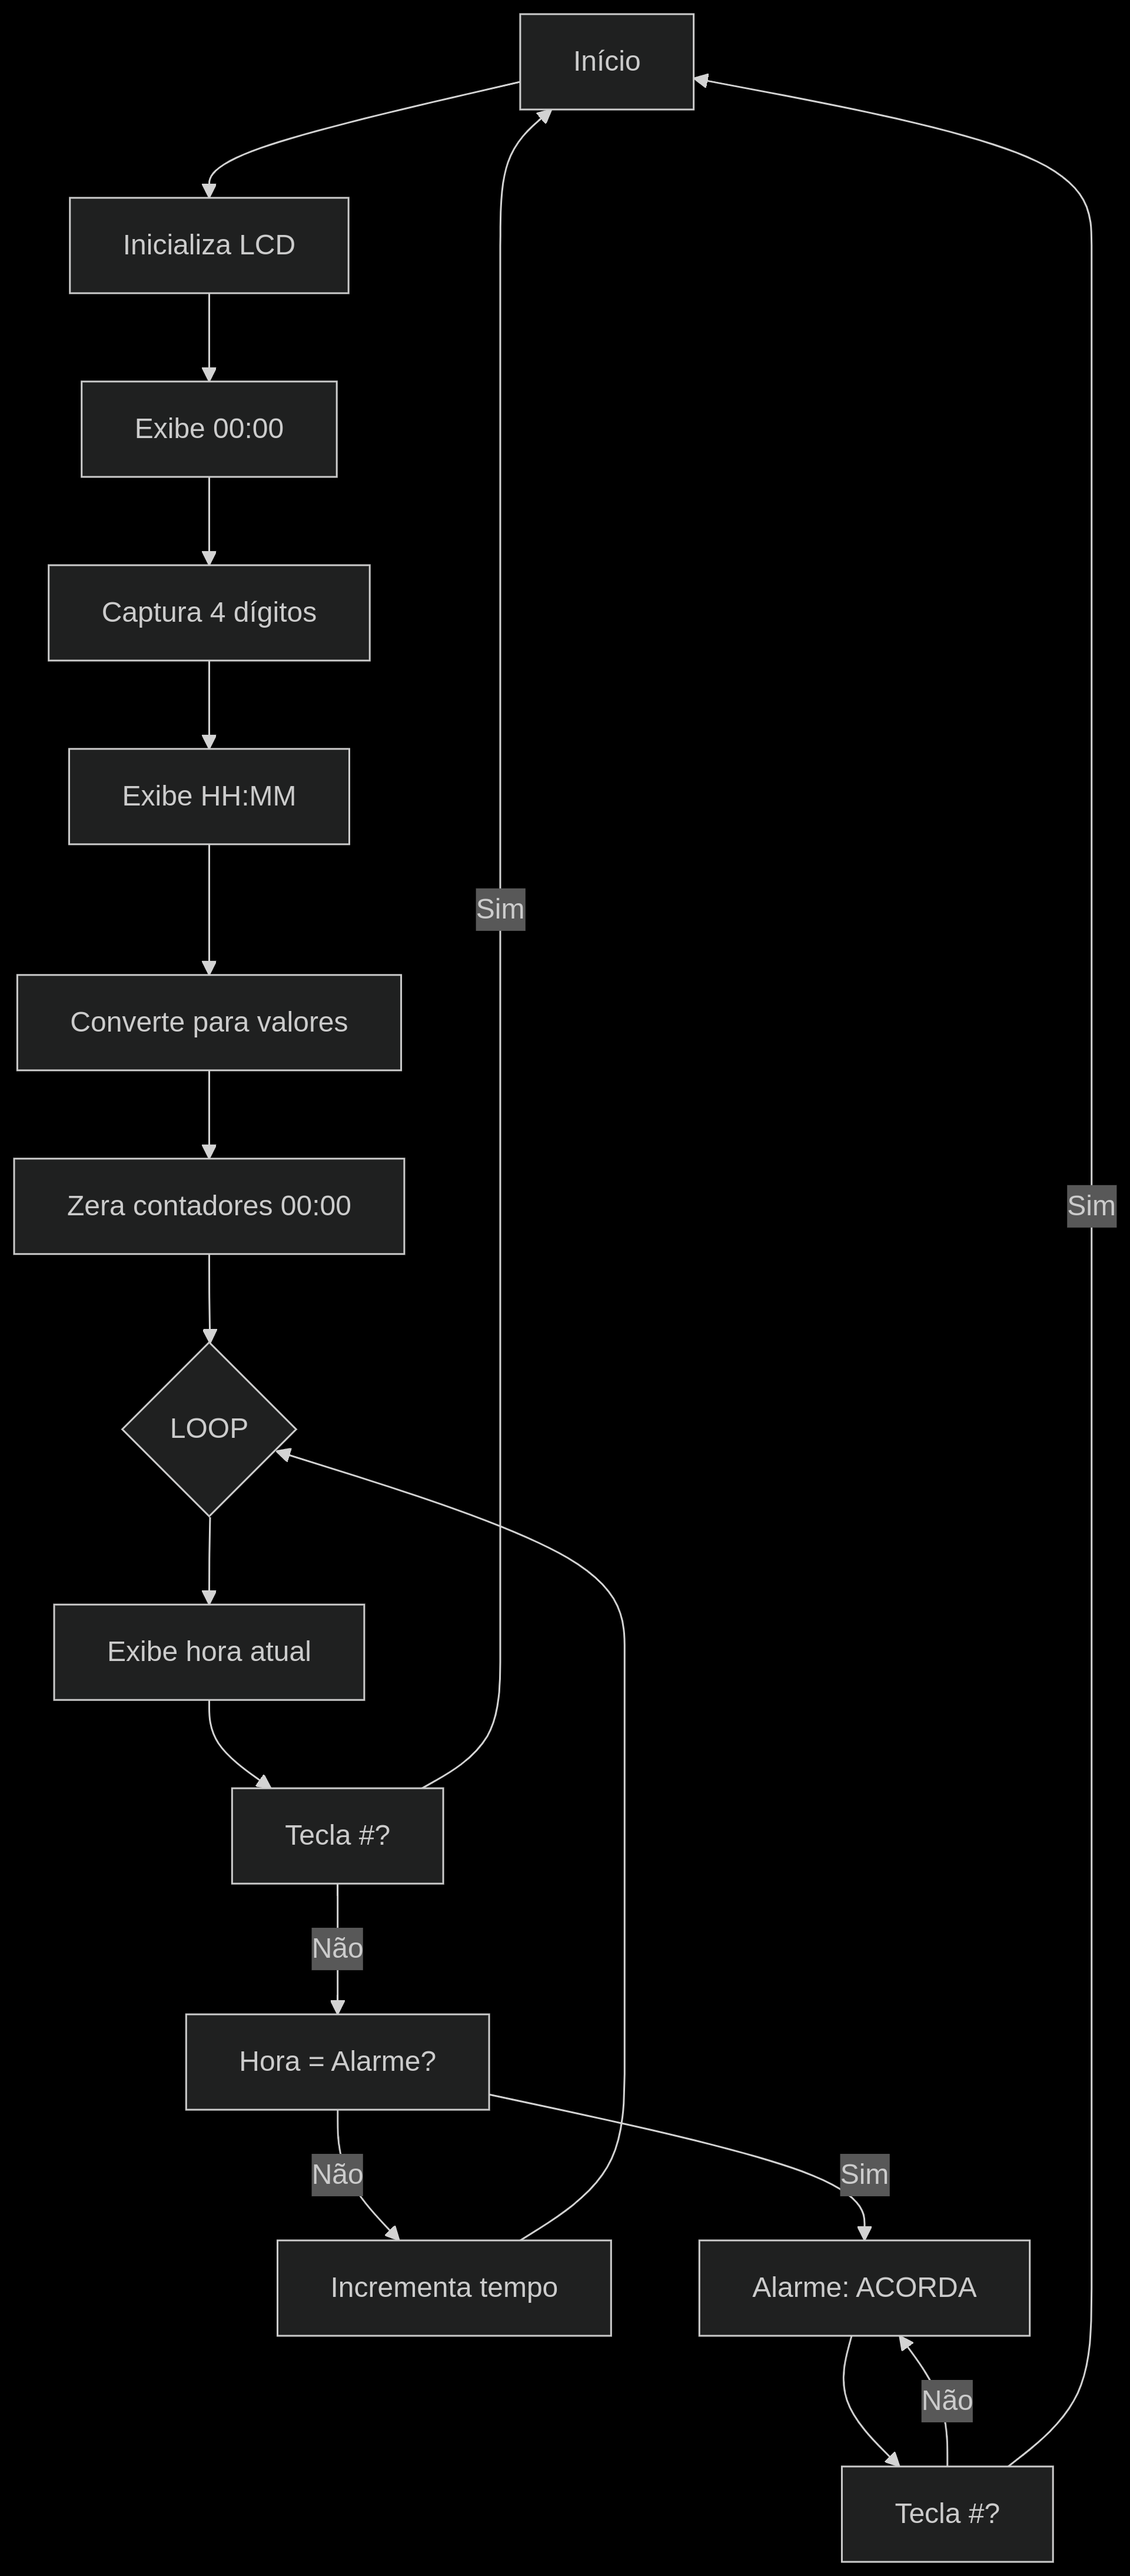 Início
Inicializa LCD
Exibe 00:00
Captura 4 dígitos
Exibe HH:MM
Sim
Converte para valores
Zera contadores 00:00
Sim
LOOP
Exibe hora atual
Tecla #?
Não
Hora = Alarme?
Não
Sim
Incrementa tempo
Alarme: ACORDA
Não
Tecla #?